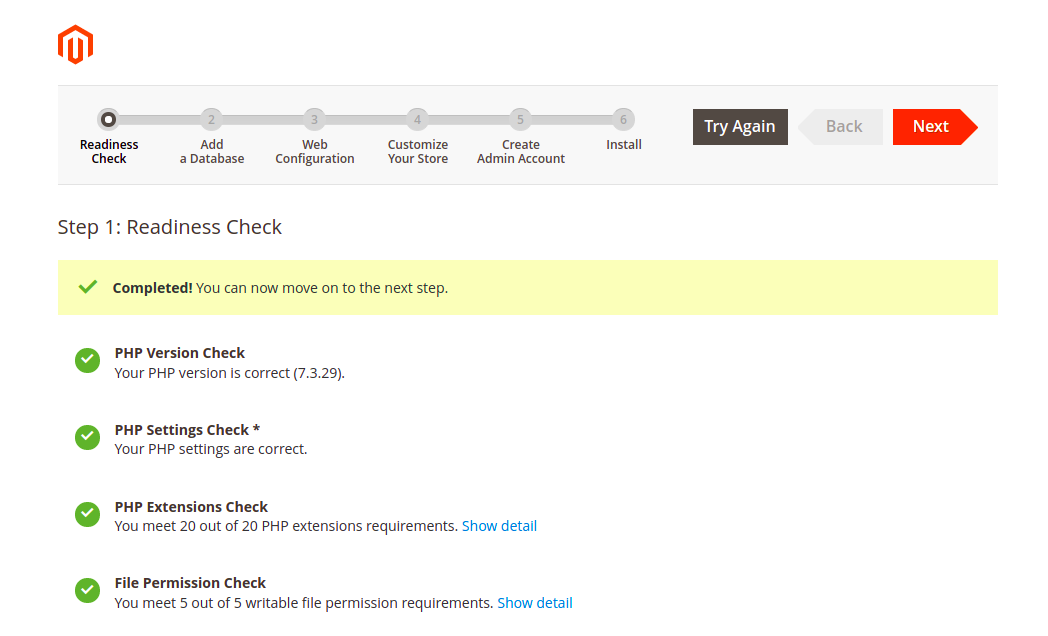 2 3 4 5 6
Readiness
Check
Add
a Database
Web
Configuration
Customize
Your Store
Create
Admin Account
Install
Try Again
Back
Next
Step 1: Readiness Check
Completed! You can now move on to the next step.
PHP Version Check
Your PHP version is correct (7.3.29).
PHP Settings Check *
Your PHP settings are correct.
PHP Extensions Check
You meet 20 out of 20 PHP extensions requirements. Show detail
File Permission Check
You meet 5 out of 5 writable file permission requirements. Show detail